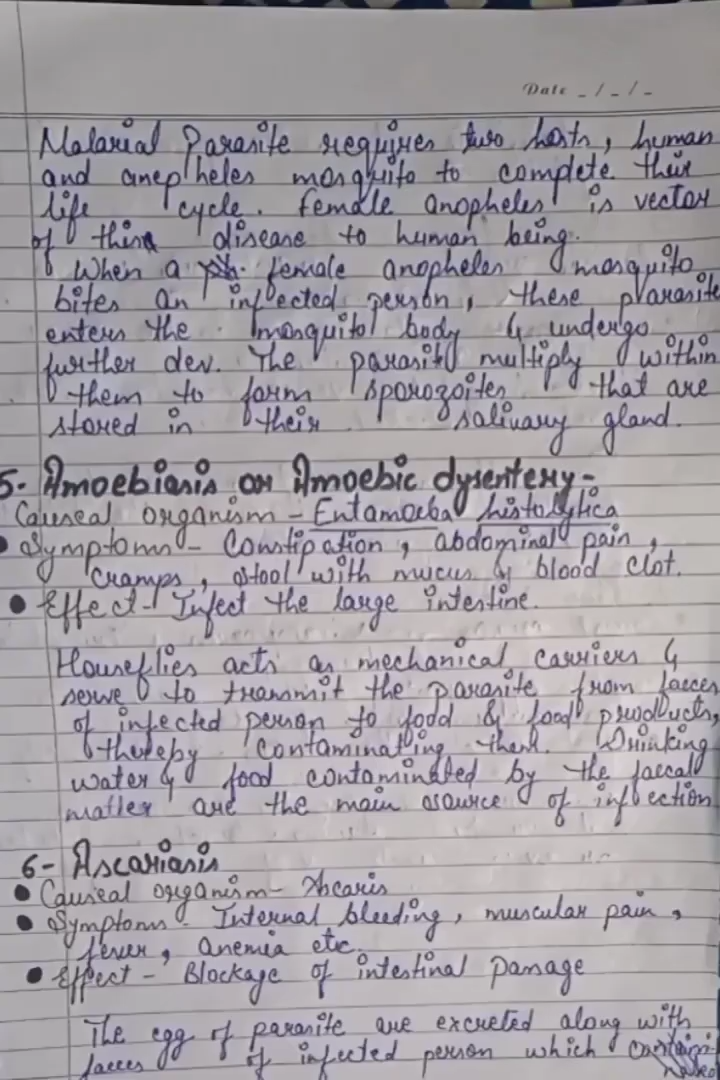 Date _ / _ / _
Malarial Parasite requires two hosts, human
and anepheles mosquito to complete their
life cycle. female anopheles is vector
of this disease to human being.
When a female anopheles mosquito
bites an infected person, these parasite
enters the mosquito body & undergo
further dev. The parasite multiply within
them to form sporozoites that are
stored in their salivary gland.
5- Amoebiasis or Amoebic dysentery-
Causeal organism - Entamoeba histolytica
• Symptoms - Constipation, abdominal pain,
cramps, stool with mucus & blood clot.
• Effect - Infect the large intestine.
Houseflies acts as mechanical carriers &
serve to transmit the parasite from faeces
of infected person to food & food products,
thereby contaminating them. Drinking
water & food contaminated by the faecal
matter are the main source of infection
6- Ascariasis
• Causeal organism - Ascaris
• Symptoms - Internal bleeding, muscular pain,
fever, anemia etc.
• Effect - Blockage of intestinal passage
The egg of parasite are excreted along with
faeces of infected person which